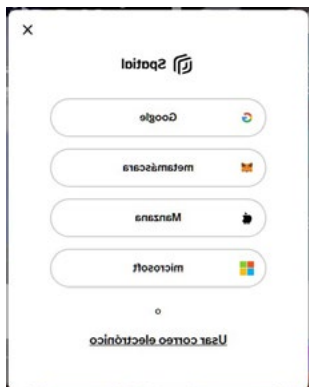 Spatial
Google
metamáscara
Manzana
microsoft
o
Usar correo electrónico